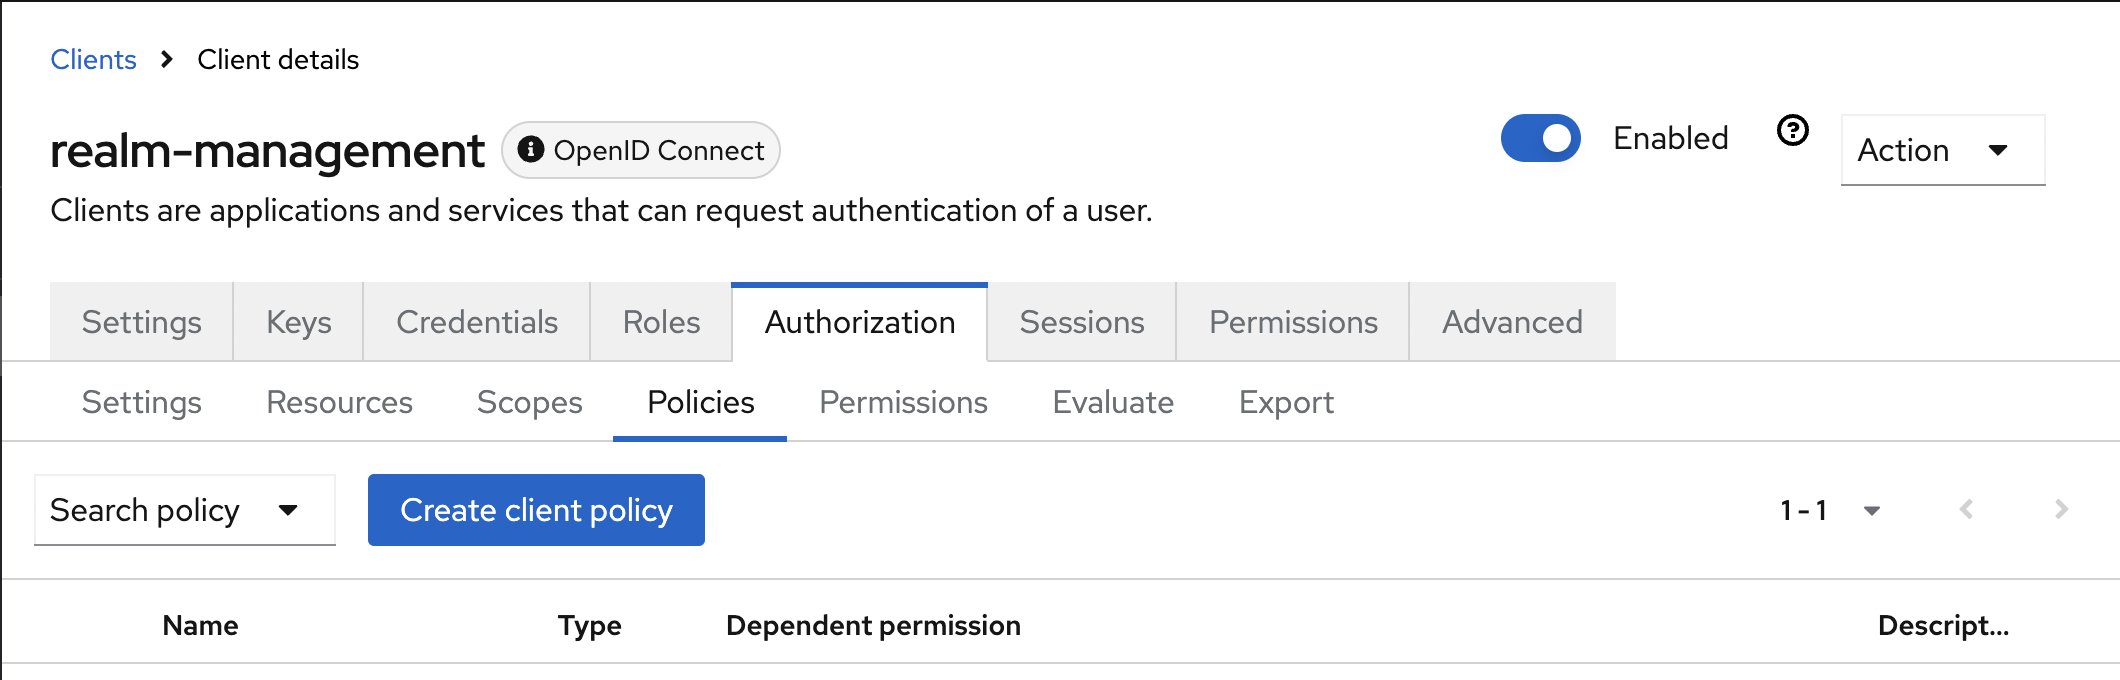 Clients > Client details
realm-management OpenID Connect
Enabled
Action
Clients are applications and services that can request authentication of a user.
Settings Keys Credentials Roles Authorization Sessions Permissions Advanced
Settings Resources Scopes Policies Permissions Evaluate Export
Search policy Create client policy 1 - 1
Name Type Dependent permission Descript...